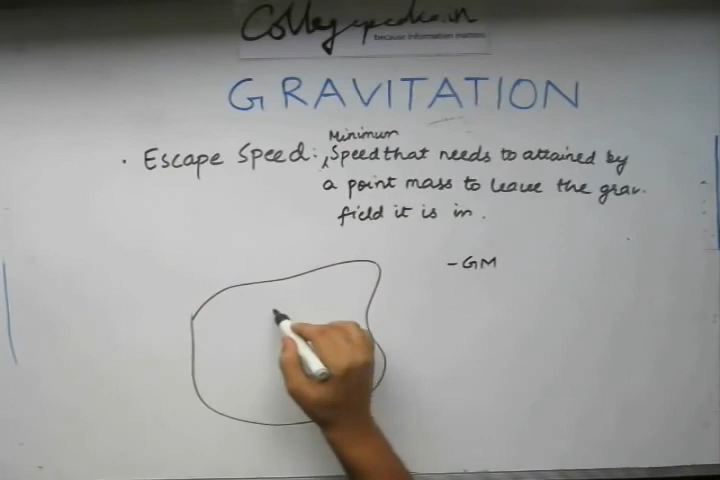 Collegepedia.in
because information matters
GRAVITATION
Minimum
· Escape Speed : Speed that needs to attained by
a point mass to leave the grav.
field it is in.
- GM